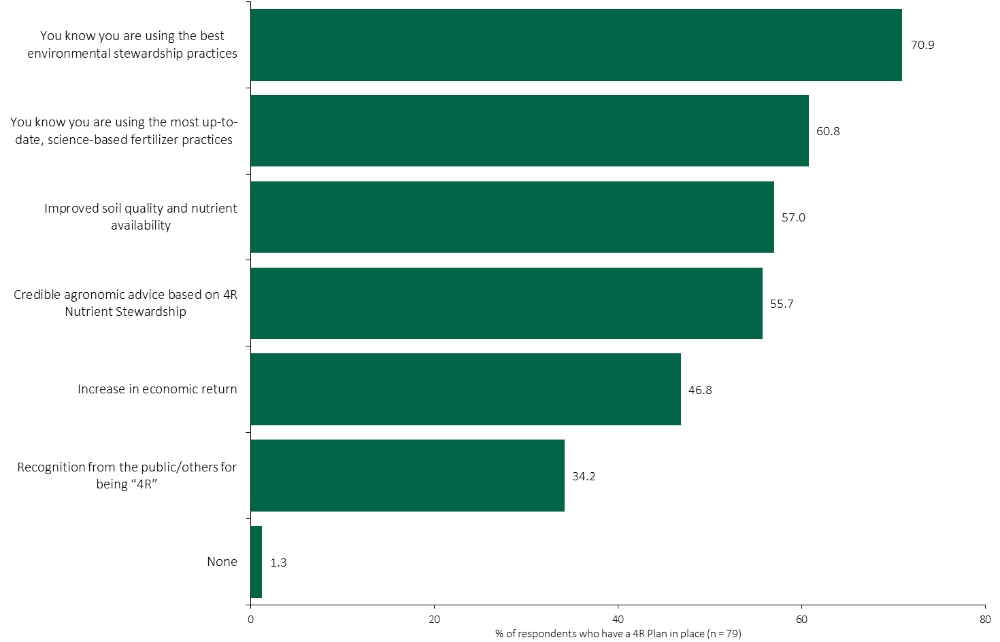 You know you are using the best
environmental stewardship practices
70.9
You know you are using the most up-to-
date, science-based fertilizer practices
60.8
Improved soil quality and nutrient
availability
57.0
Credible agronomic advice based on 4R
Nutrient Stewardship
55.7
Increase in economic return
46.8
Recognition from the public/others for
being “4R”
34.2
None
1.3
0 20 40 60 80
% of respondents who have a 4R Plan in place (n = 79)